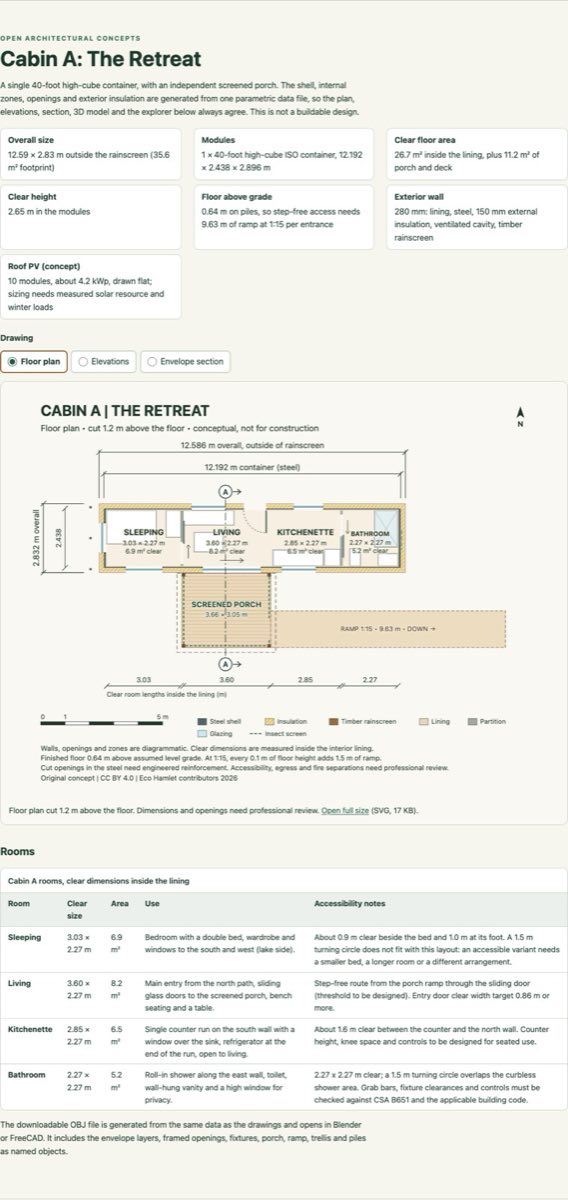 OPEN ARCHITECTURAL CONCEPTS
Cabin A: The Retreat
A single 40-foot high-cube container, with an independent screened porch. The shell, internal
zones, openings and exterior insulation are generated from one parametric data file, so the plan,
elevations, section, 3D model and the explorer below always agree. This is not a buildable design.
Overall size
12.59 × 2.83 m outside the rainscreen (35.6
m² footprint)
Modules
1 × 40-foot high-cube ISO container, 12.192
× 2.438 × 2.896 m
Clear floor area
26.7 m² inside the lining, plus 11.2 m² of
porch and deck
Clear height
2.65 m in the modules
Floor above grade
0.64 m on piles, so step-free access needs
9.63 m of ramp at 1:15 per entrance
Exterior wall
280 mm: lining, steel, 150 mm external
insulation, ventilated cavity, timber
rainscreen
Roof PV (concept)
10 modules, about 4.2 kWp, drawn flat;
sizing needs measured solar resource and
winter loads
Drawing
Floor plan
Elevations
Envelope section
CABIN A | THE RETREAT
Floor plan • cut 1.2 m above the floor • conceptual, not for construction
N
12.586 m overall, outside of rainscreen
12.192 m container (steel)
A
2.832 m overall
2.438
SLEEPING
3.03 × 2.27 m
6.9 m² clear
LIVING
3.60 × 2.27 m
8.2 m² clear
KITCHENETTE
2.85 × 2.27 m
6.5 m² clear
BATHROOM
2.27 × 2.27 m
5.2 m² clear
SCREENED PORCH
3.66 × 3.05 m
RAMP 1:15 • 9.63 m • DOWN →
A
3.03
3.60
2.85
2.27
Clear room lengths inside the lining (m)
0 1 5 m
Steel shell
Insulation
Timber rainscreen
Lining
Partition
Glazing
Insect screen
Walls, openings and zones are diagrammatic. Clear dimensions are measured inside the interior lining.
Finished floor 0.64 m above assumed level grade. At 1:15, every 0.1 m of floor height adds 1.5 m of ramp.
Cut openings in the steel need engineered reinforcement. Accessibility, egress and fire separations need professional review.
Original concept | CC BY 4.0 | Eco Hamlet contributors 2026
Floor plan cut 1.2 m above the floor. Dimensions and openings need professional review. Open full size (SVG, 17 KB).
Rooms
Cabin A rooms, clear dimensions inside the lining
Room
Clear
size
Area
Use
Accessibility notes
Sleeping
3.03 ×
2.27 m
6.9
m²
Bedroom with a double bed, wardrobe and
windows to the south and west (lake side).
About 0.9 m clear beside the bed and 1.0 m at its foot. A 1.5 m
turning circle does not fit with this layout: an accessible variant needs
a smaller bed, a longer room or a different arrangement.
Living
3.60 ×
2.27 m
8.2
m²
Main entry from the north path, sliding
glass doors to the screened porch, bench
seating and a table.
Step-free route from the porch ramp through the sliding door
(threshold to be designed). Entry door clear width target 0.86 m or
more.
Kitchenette
2.85 ×
2.27 m
6.5
m²
Single counter run on the south wall with a
window over the sink, refrigerator at the
end of the run, open to living.
About 1.6 m clear between the counter and the north wall. Counter
height, knee space and controls to be designed for seated use.
Bathroom
2.27 ×
2.27 m
5.2
m²
Roll-in shower along the east wall, toilet,
wall-hung vanity and a high window for
privacy.
2.27 x 2.27 m clear; a 1.5 m turning circle overlaps the curbless
shower area. Grab bars, fixture clearances and controls must be
checked against CSA B651 and the applicable building code.
The downloadable OBJ file is generated from the same data as the drawings and opens in Blender
or FreeCAD. It includes the envelope layers, framed openings, fixtures, porch, ramp, trellis and piles
as named objects.